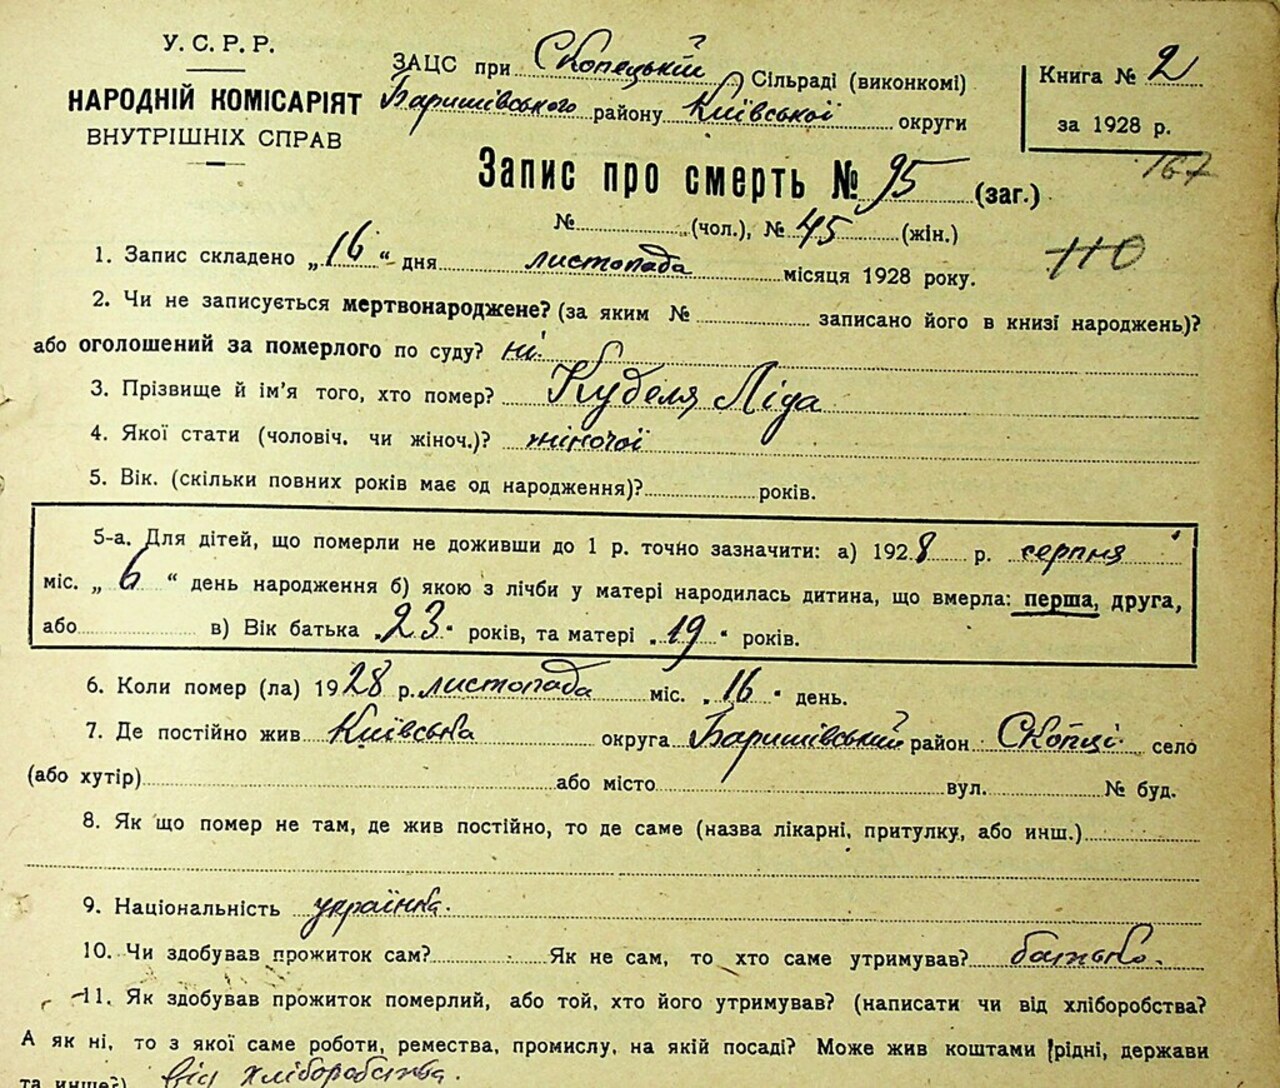 У. С. Р. Р.
НАРОДНІЙ КОМІСАРІЯТ
ВНУТРІШНІХ СПРАВ
ЗАЦС при Скопецькій Сільраді (виконкомі)
Баришівського району Київської округи
Книга № 2
за 1928 р.
167
Запис про смерть № 95 (заг.)
№ (чол.), № 45 (жін.)
110
1. Запис складено „16“ дня листопада місяця 1928 року.
2. Чи не записується мертвонароджене? (за яким № записано його в книзі народжень)?
або оголошений за померлого по суду? ні
3. Прізвище й ім'я того, хто помер? Куделя Ліда
4. Якої стати (чоловіч. чи жіноч.)? жіночої
5. Вік. (скільки повних років має од народження)? років.
5-а. Для дітей, що померли не доживши до 1 р. точно зазначити: а) 1928 р. серпня
міс. „6“ день народження б) якою з лічби у матері народилась дитина, що вмерла: перша, друга,
або в) Вік батька „23“ років, та матері „19“ років.
6. Коли помер (ла) 1928 р. листопада міс. „16“ день.
7. Де постійно жив Київська округа Баришівський район Скопці село
(або хутір) або місто вул. № буд.
8. Як що помер не там, де жив постійно, то де саме (назва лікарні, притулку, або инш.)
9. Національність українка.
10. Чи здобував прожиток сам? Як не сам, то хто саме утримував? батько.
11. Як здобував прожиток померлий, або той, хто його утримував? (написати чи від хліборобства?
А як ні, то з якої саме роботи, ремества, промислу, на якій посаді? Може жив коштами рідні, держави
та инше?) від хліборобства.